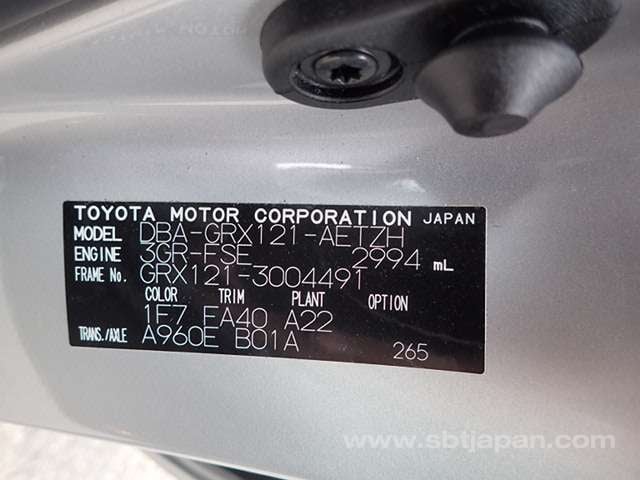 TOYOTA MOTOR CORPORATION JAPAN
MODEL DBA-GRX121-AETZH
ENGINE 3GR-FSE 2994 mL
FRAME No. GRX121-3004491
COLOR TRIM PLANT OPTION
1F7 FA40 A22
TRANS./AXLE A960E B01A
265
www.sbtjapan.com